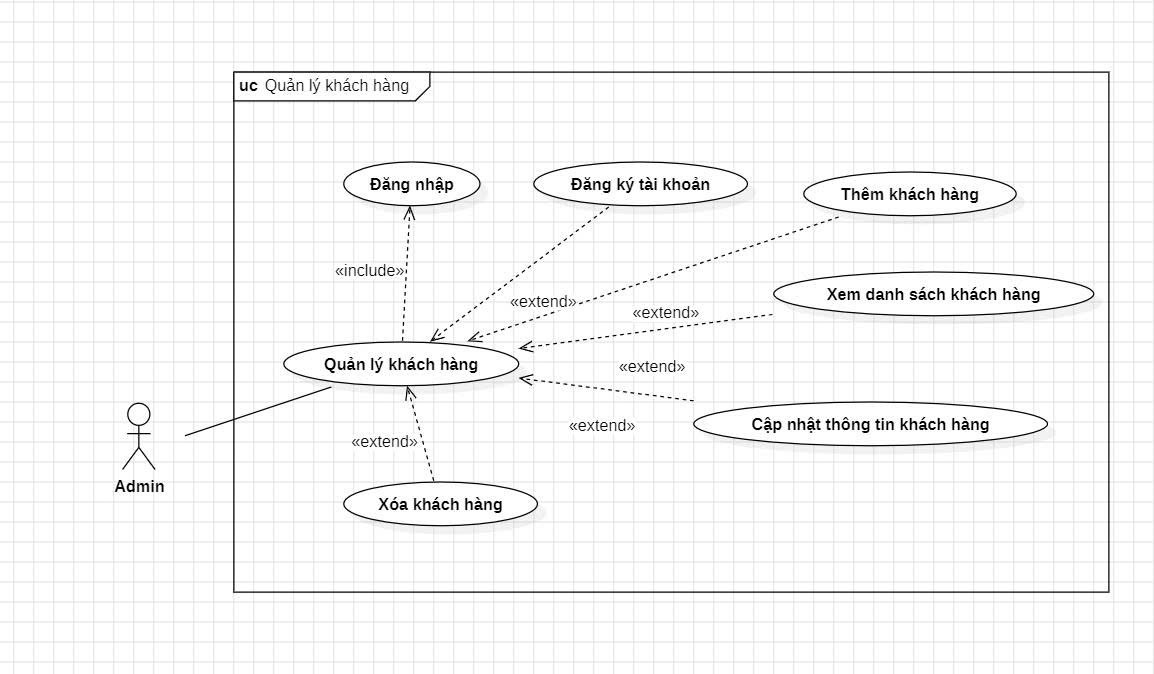 uc Quản lý khách hàng
Đăng nhập
Đăng ký tài khoản
Thêm khách hàng
«include»
Xem danh sách khách hàng
«extend»
«extend»
Quản lý khách hàng
«extend»
«extend»
Cập nhật thông tin khách hàng
«extend»
Admin
Xóa khách hàng